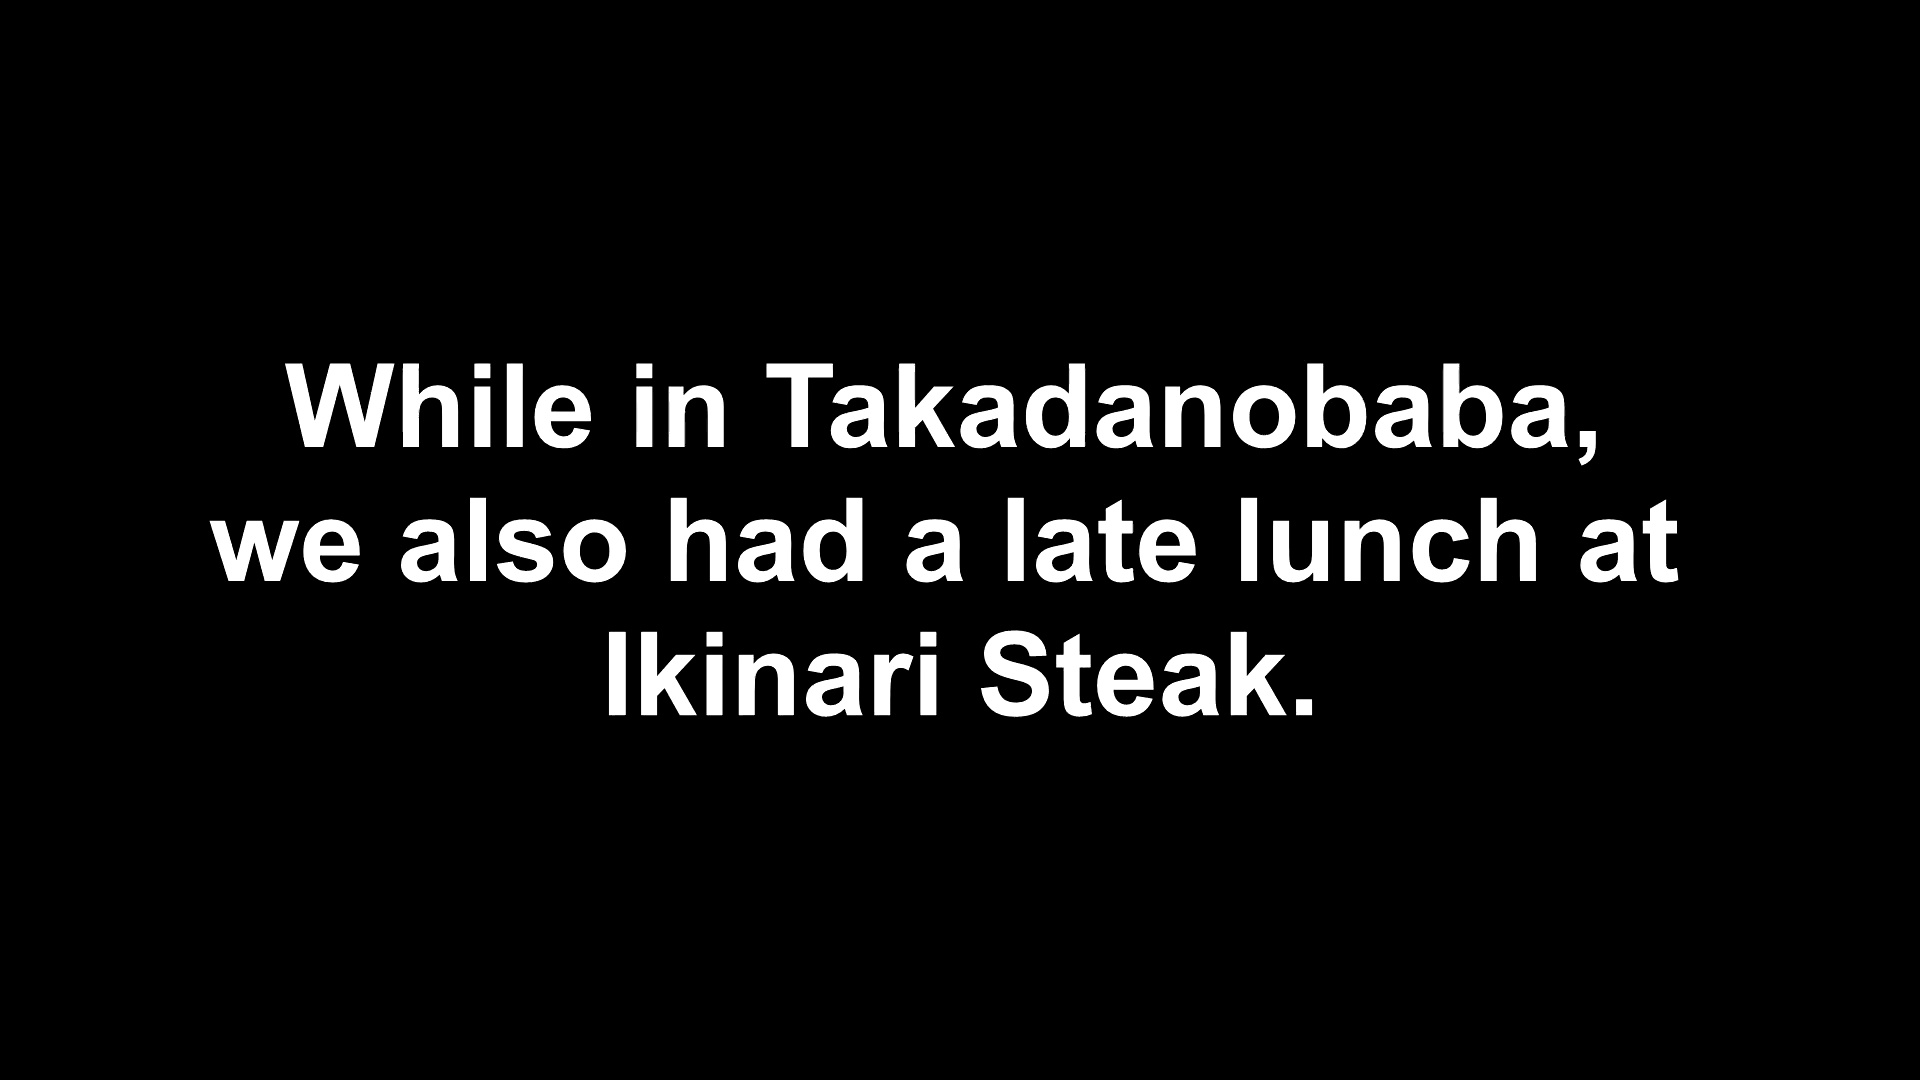 While in Takadanobaba,
we also had a late lunch at
Ikinari Steak.